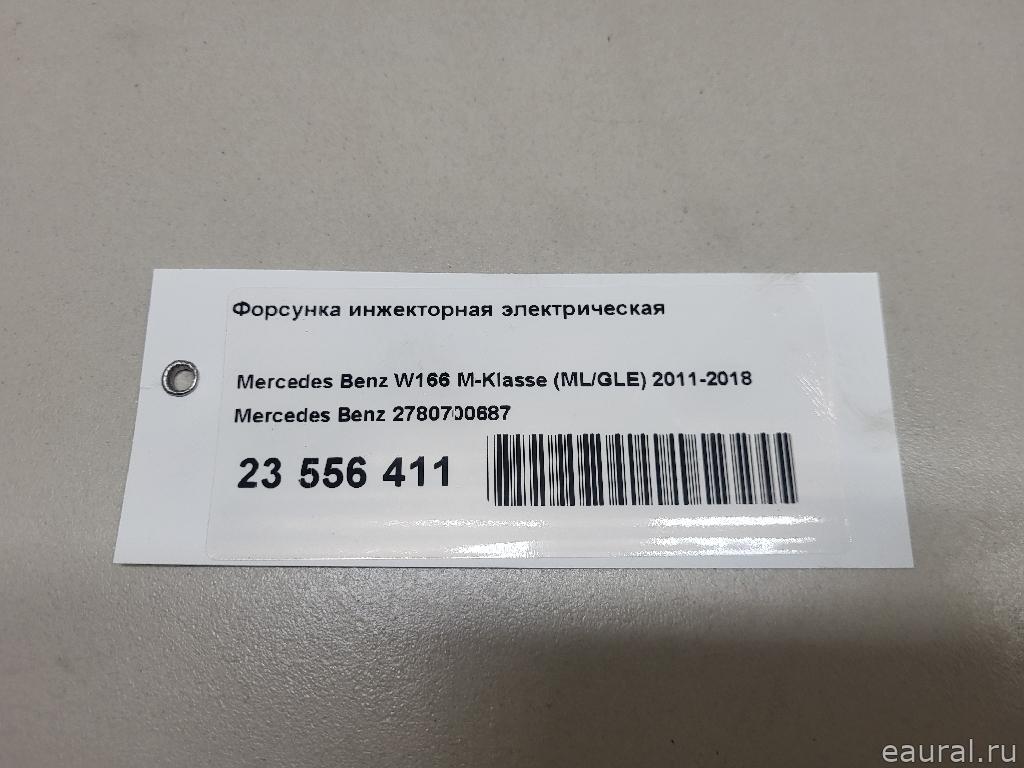 Форсунка инжекторная электрическая
Mercedes Benz W166 M-Klasse (ML/GLE) 2011-2018
Mercedes Benz 2780700687
23 556 411
eaural.ru